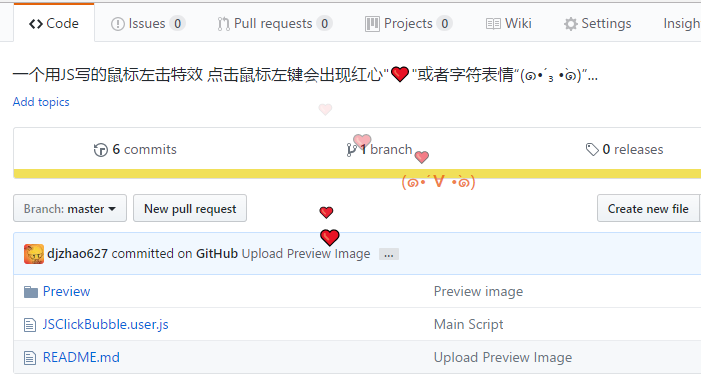 Code Issues 0 Pull requests 0 Projects 0 Wiki Settings Insigh
一个用JS写的鼠标左击特效 点击鼠标左键会出现红心"❤"或者字符表情“(๑•́ ₃ •̀๑)”...
Add topics
6 commits 1 branch 0 releases
(๑•́ ∀ •̀๑)
Branch: master New pull request Create new file
djzhao627 committed on GitHub Upload Preview Image ...
Preview Preview image
JSClickBubble.user.js Main Script
README.md Upload Preview Image